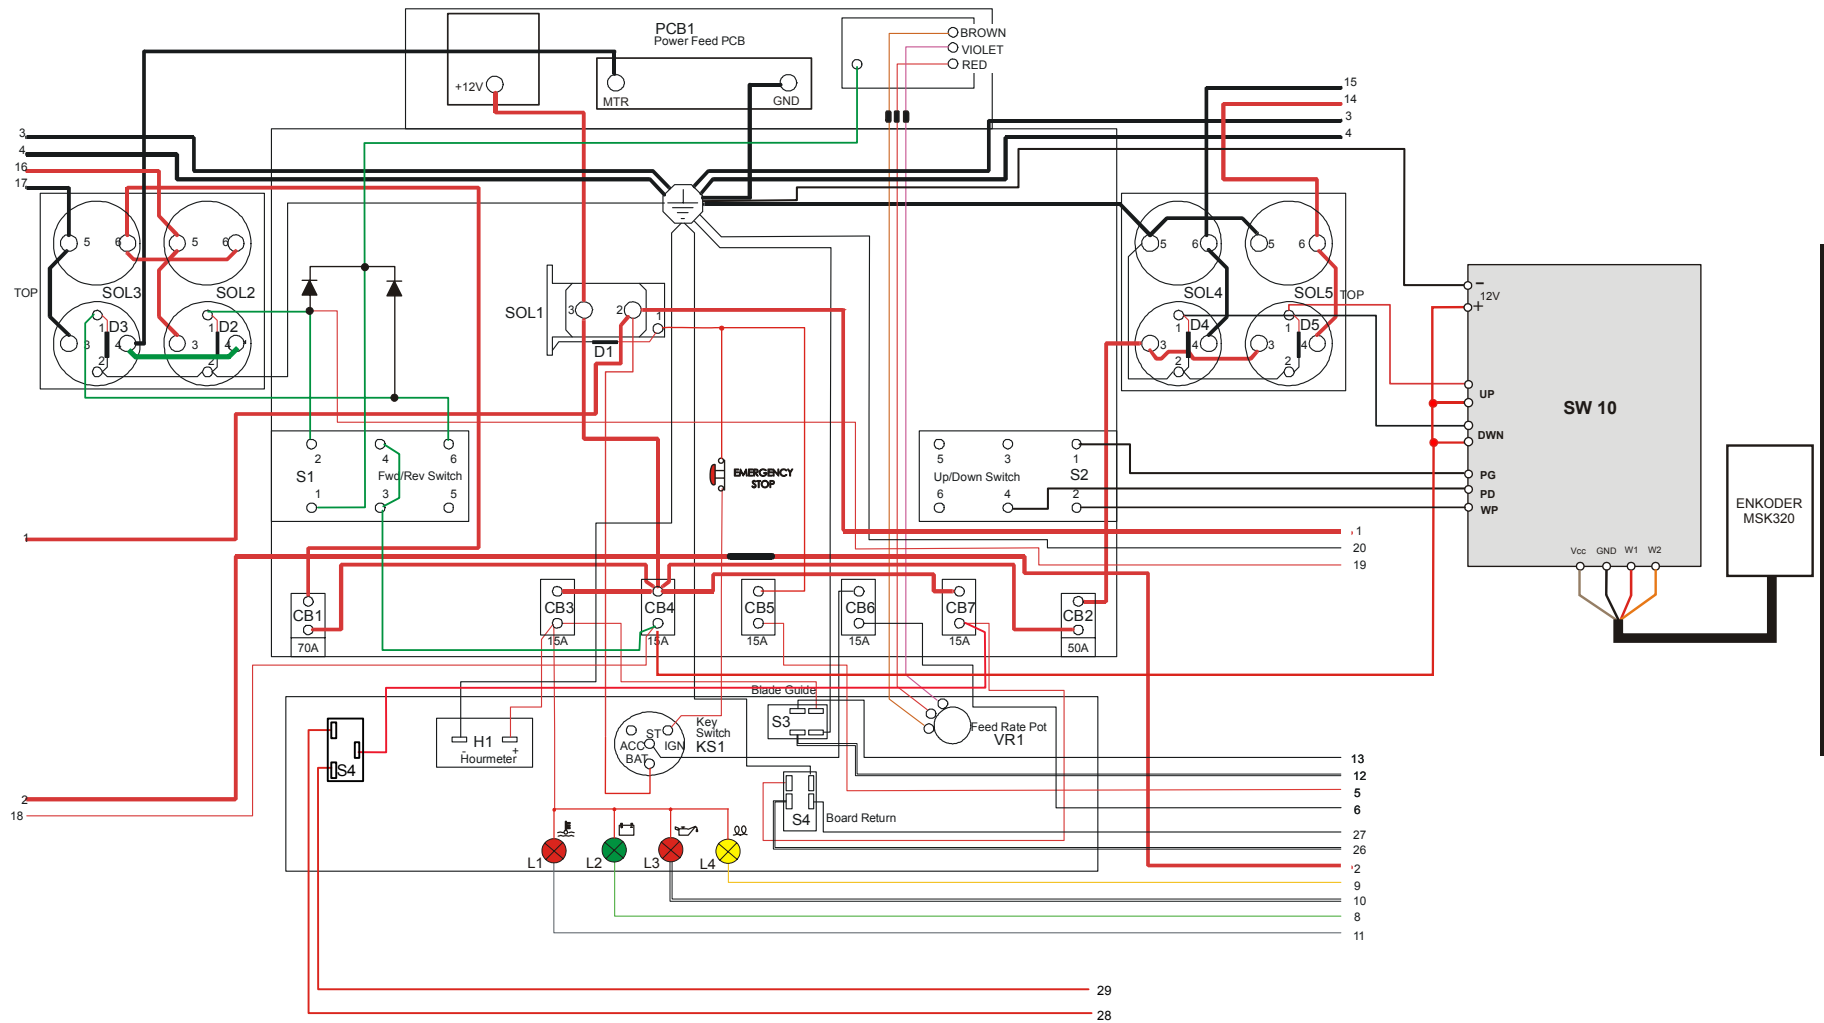 PCB1
Power Feed PCB
+12V
MTR
GND
BROWN
VIOLET
RED
3
4
16
17
15
14
3
4
5
6
5
6
TOP
SOL3
SOL2
1
D3
3
4
2
1
D2
3
4
2
SOL1
3
2
1
D1
5
6
5
6
SOL4
SOL5
TOP
1
D4
3
4
2
1
D5
3
4
2
−
12V
+
UP
DWN
PG
PD
WP
SW 10
Vcc
GND
W1
W2
ENKODER
MSK320
2
4
6
S1
Fwd/Rev Switch
1
3
5
EMERGENCY
STOP
5
3
1
Up/Down Switch
S2
6
4
2
1
1
20
19
CB1
70A
CB3
15A
CB4
15A
CB5
15A
CB6
15A
CB7
15A
CB2
50A
Blade Guide
S3
Feed Rate Pot
VR1
S4
H1
-
+
Hourmeter
ST
ACC
IGN
BAT
Key
Switch
KS1
S4
Board Return
2
18
L1
L2
L3
L4
13
12
5
6
27
26
2
9
10
8
11
29
28